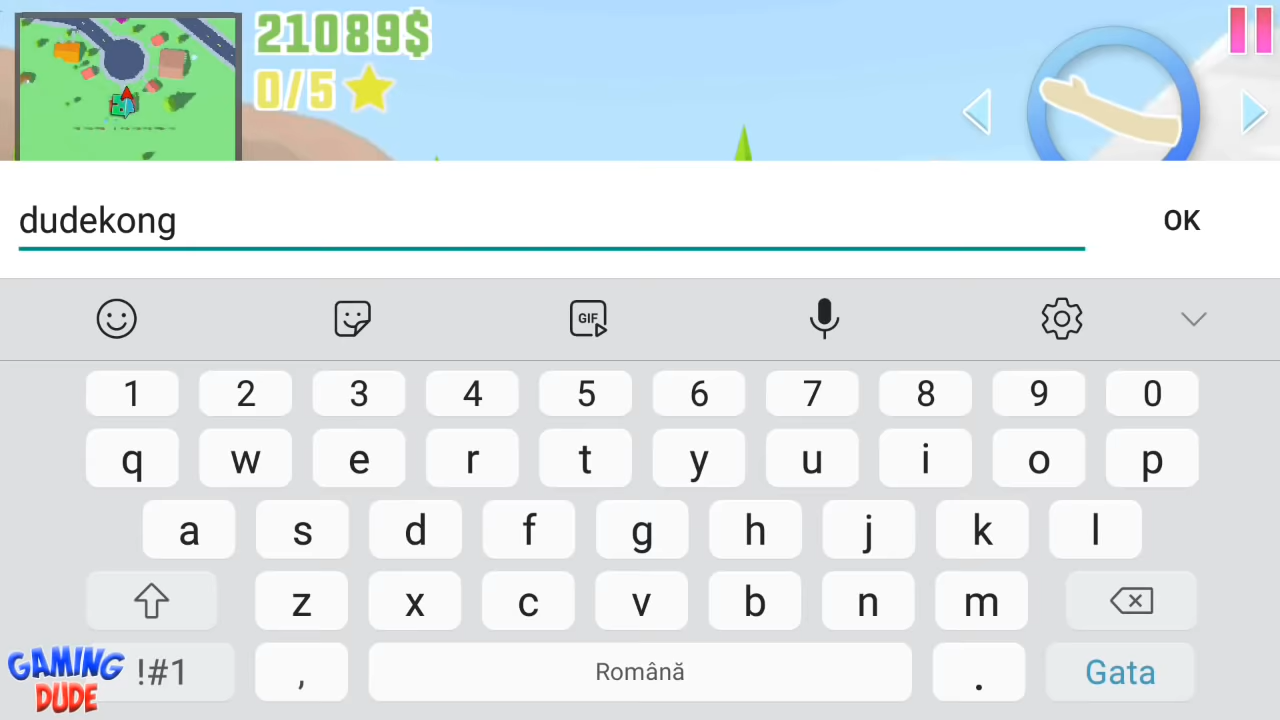 21089$
0/5
dudekong
OK
GIF
1 2 3 4 5 6 7 8 9 0
q w e r t y u i o p
a s d f g h j k l
z x c v b n m
!#1 , Română . Gata
GAMING
DUDE